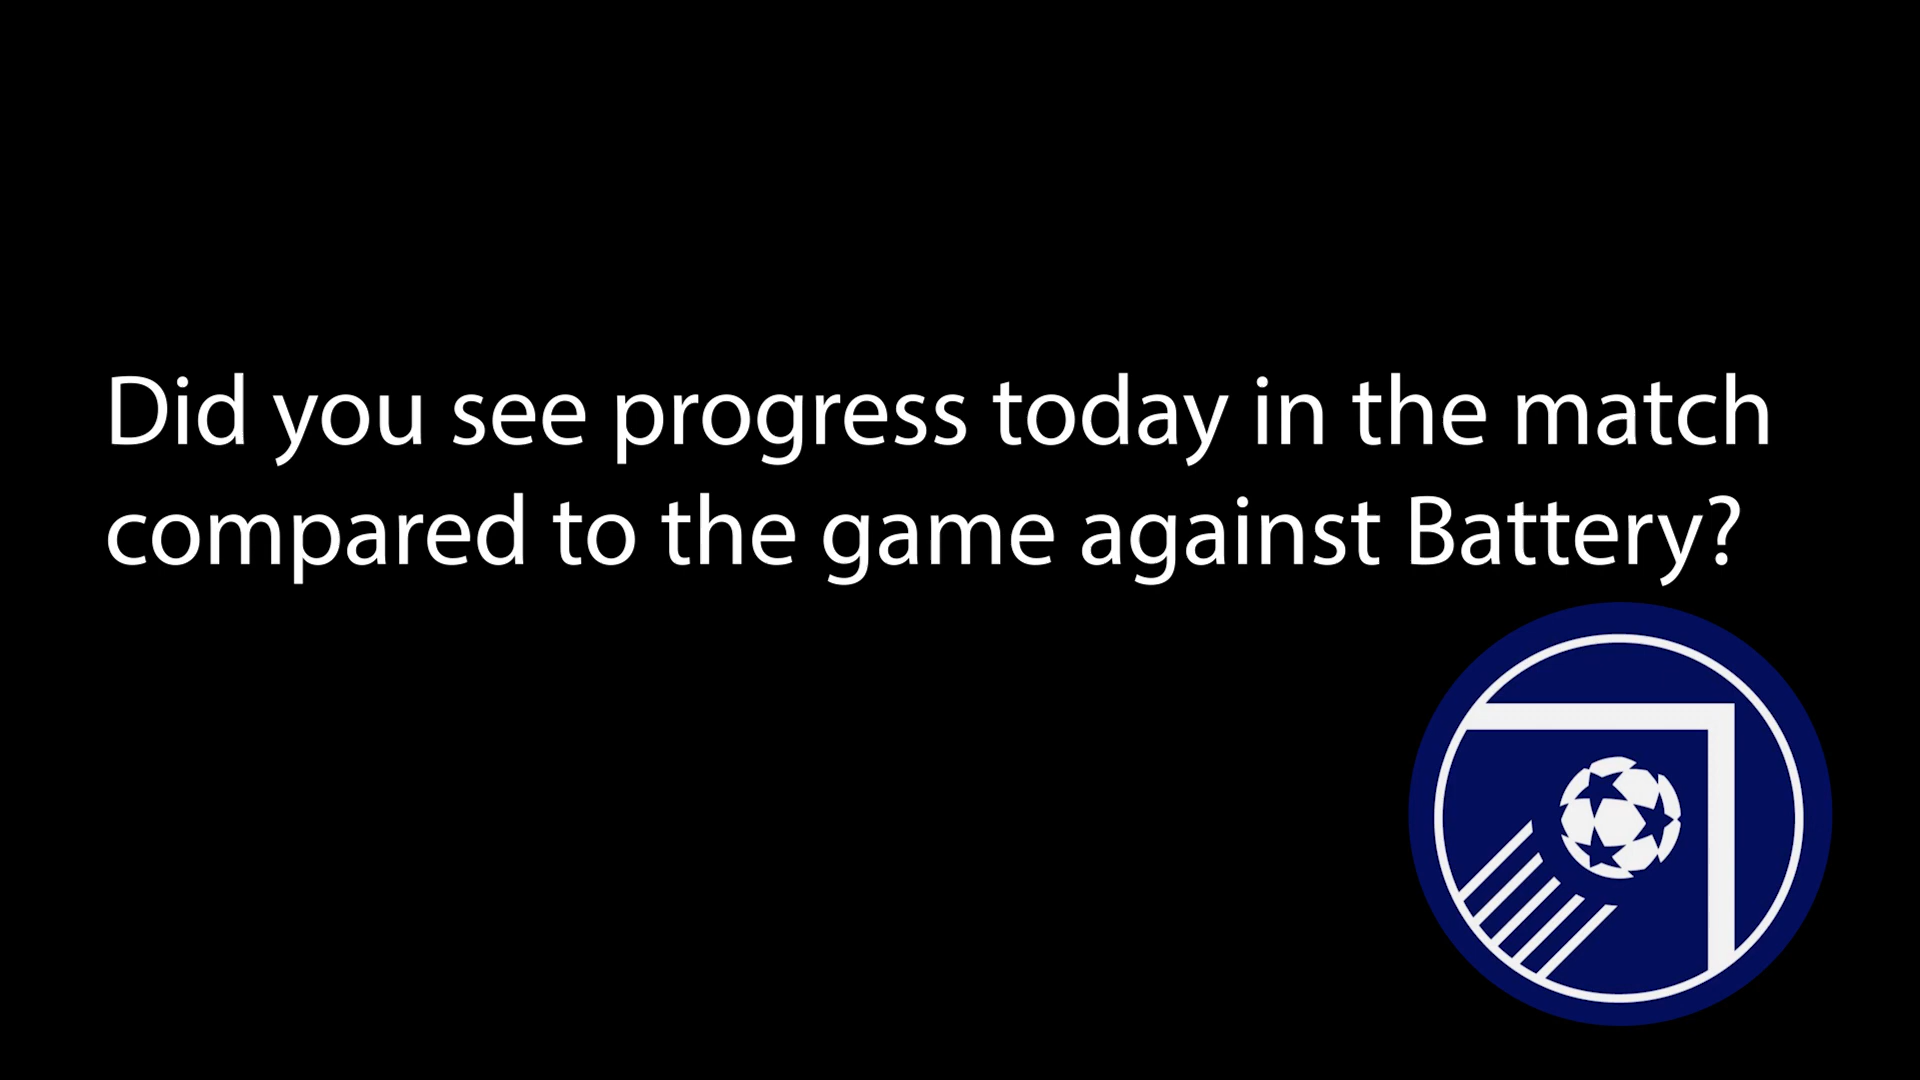 Did you see progress today in the match
compared to the game against Battery?